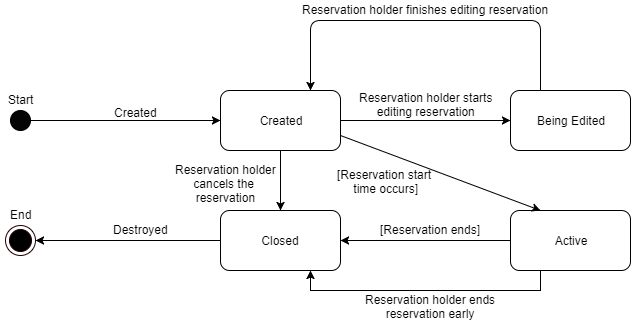 Reservation holder finishes editing reservation
Start
Created
Created
Reservation holder starts
editing reservation
Being Edited
Reservation holder
cancels the
reservation
[Reservation start
time occurs]
End
Destroyed
Closed
[Reservation ends]
Active
Reservation holder ends
reservation early